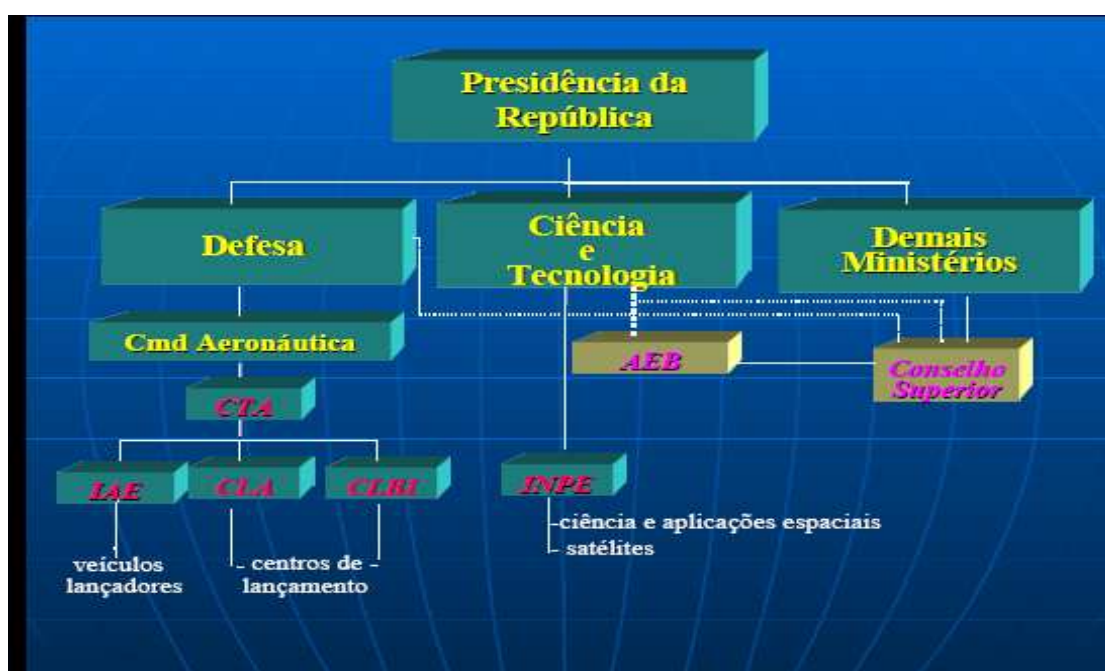 Presidência da
República
Defesa
Ciência
e
Tecnologia
Demais
Ministérios
Cmd Aeronáutica
AEB
Conselho
Superior
CTA
IAE
CLA
CLBI
INPE
-ciência e aplicações espaciais
- satélites
veículos
lançadores
- centros de -
lançamento